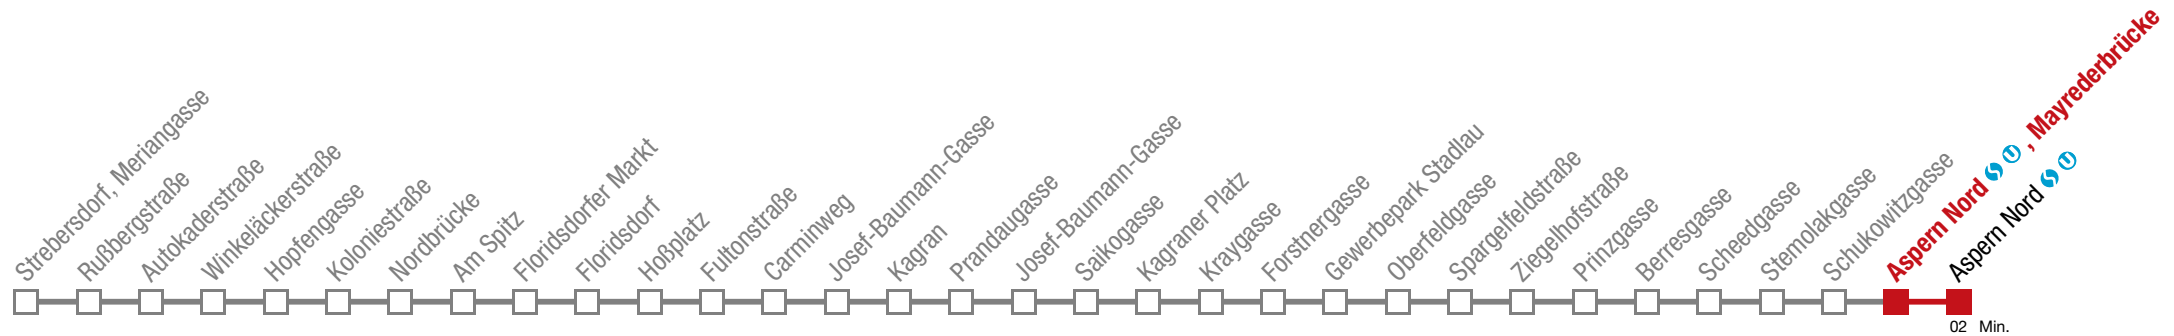 Strebersdorf, Meriangasse
Rußbergstraße
Autokaderstraße
Winkeläckerstraße
Hopfengasse
Koloniestraße
Nordbrücke
Am Spitz
Floridsdorfer Markt
Floridsdorf
Hoßplatz
Fultonstraße
Carminweg
Josef-Baumann-Gasse
Kagran
Prandaugasse
Josef-Baumann-Gasse
Saikogasse
Kagraner Platz
Kraygasse
Forstnergasse
Gewerbepark Stadlau
Oberfeldgasse
Spargelfeldstraße
Ziegelhofstraße
Prinzgasse
Berresgasse
Scheedgasse
Stemolakgasse
Schukowitzgasse
Aspern Nord S U , Mayrederbrücke
Aspern Nord S U
02 Min.